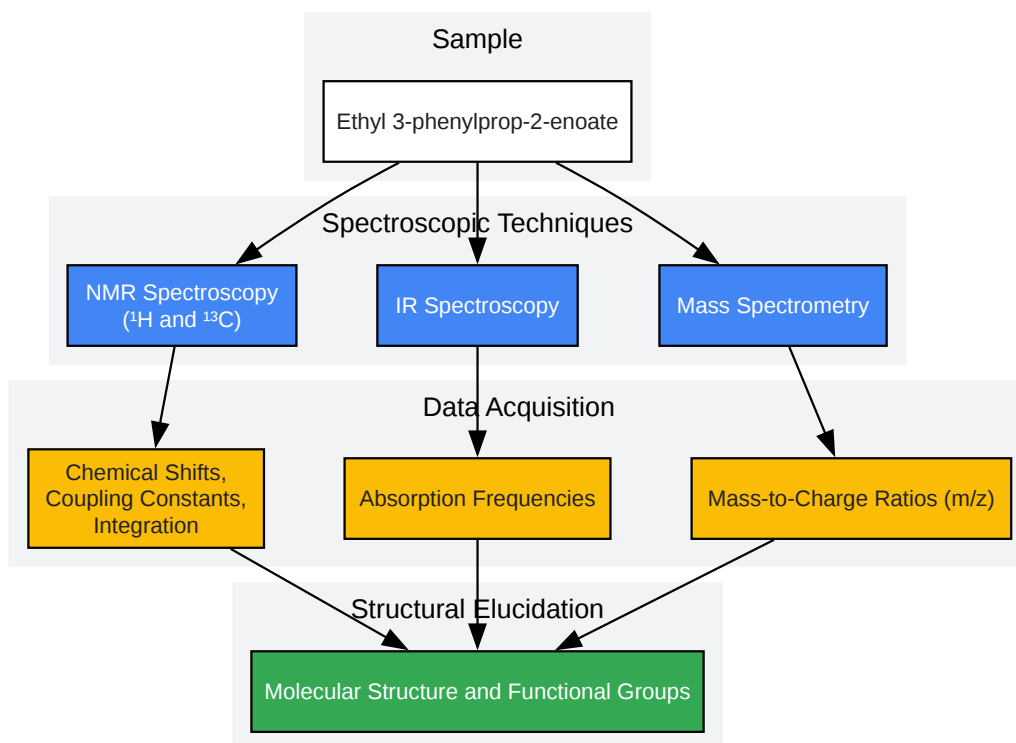 Sample
Ethyl 3-phenylprop-2-enoate
Spectroscopic Techniques
NMR Spectroscopy
(¹H and ¹³C)
IR Spectroscopy
Mass Spectrometry
Data Acquisition
Chemical Shifts,
Coupling Constants,
Integration
Absorption Frequencies
Mass-to-Charge Ratios (m/z)
Structural Elucidation
Molecular Structure and Functional Groups